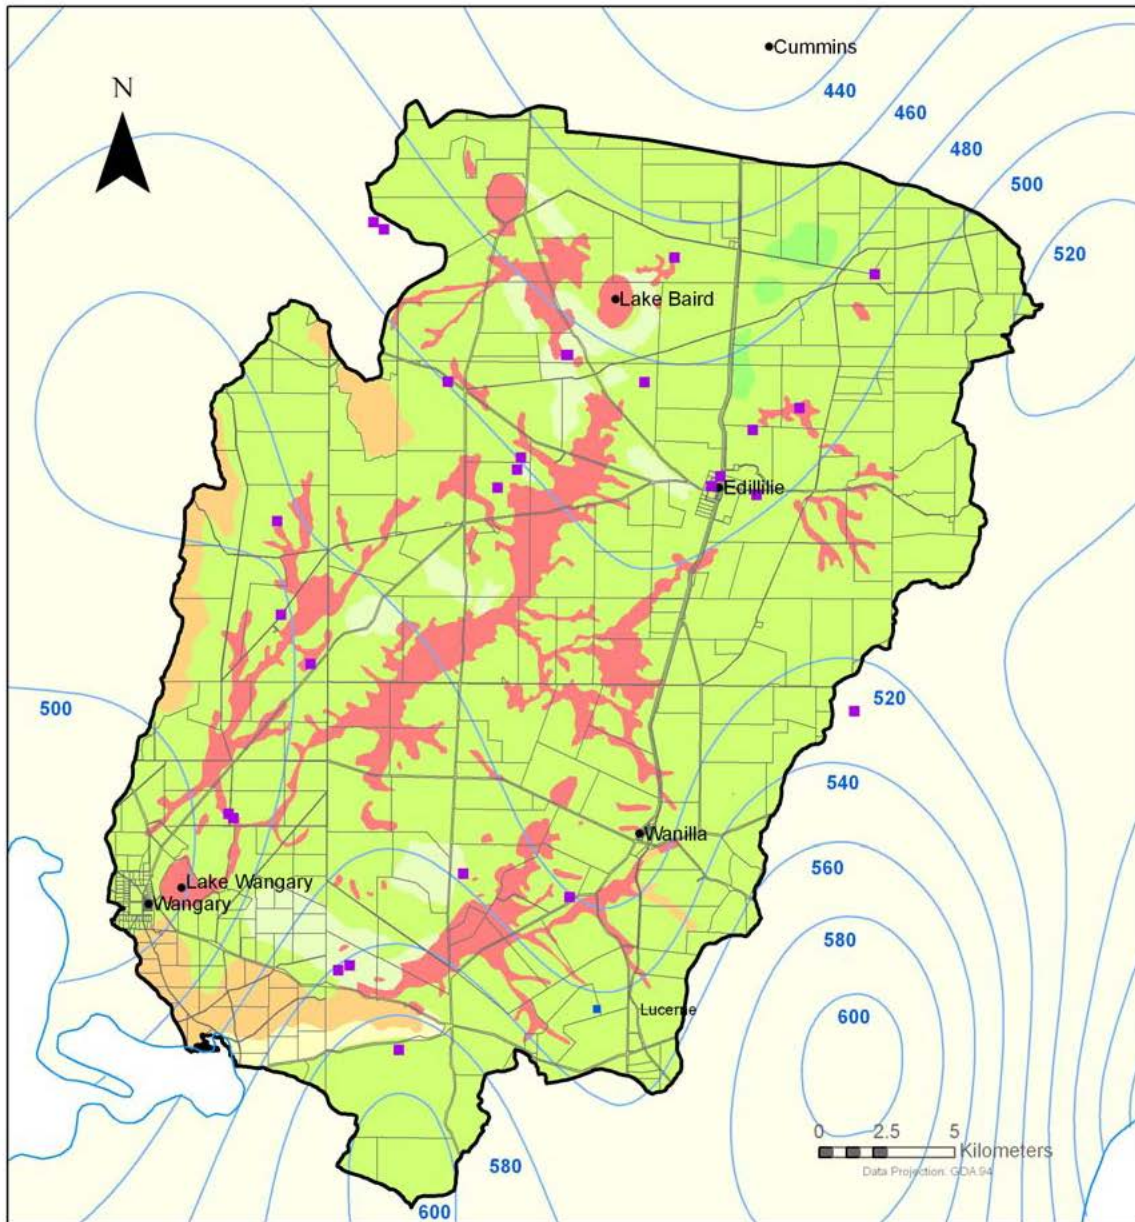 Cummins
N
440
460
480
500
520
Lake Baird
Edillilie
500
520
540
Wanilla
560
Lake Wangary
Wangary
580
Lucerne
600
0 2.5 5
Kilometers
Data Projection: GDA 94
580
600